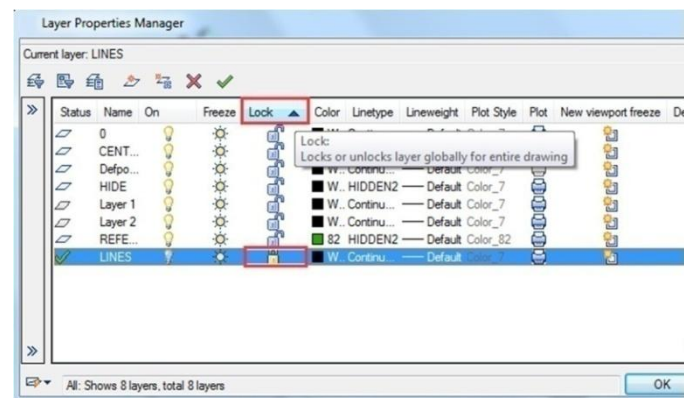 Layer Properties Manager
Current layer: LINES
Status Name On Freeze Lock Color Linetype Lineweight Plot Style Plot New viewport freeze De
0
Lock:
Locks or unlocks layer globally for entire drawing
CENT...
Defpo... W.. Continu... Default Color_7
HIDE W.. HIDDEN2 Default Color_7
Layer 1 W.. Continu... Default Color_7
Layer 2 W.. Continu... Default Color_7
REFE... 82 HIDDEN2 Default Color_82
LINES W.. Continu... Default Color_7
All: Shows 8 layers, total 8 layers
OK